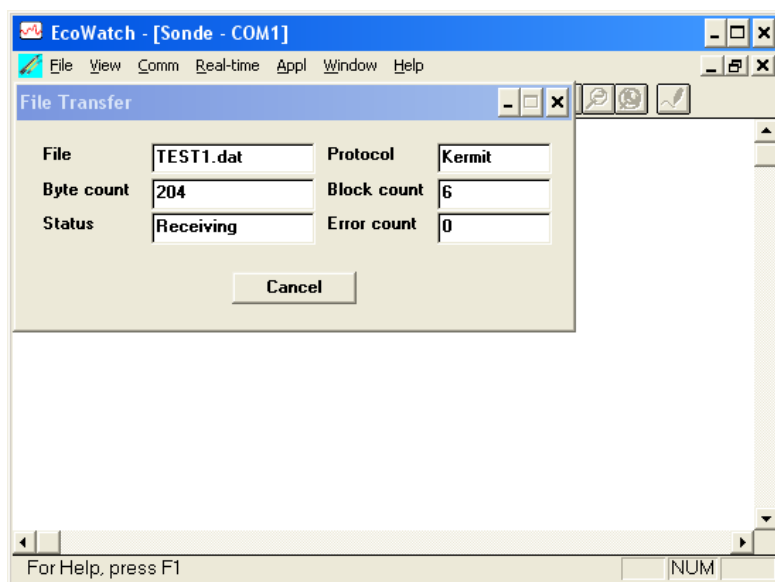 EcoWatch - [Sonde - COM1]
File View Comm Real-time Appl Window Help
File Transfer
File TEST1.dat Protocol Kermit
Byte count 204 Block count 6
Status Receiving Error count 0
Cancel
For Help, press F1 NUM